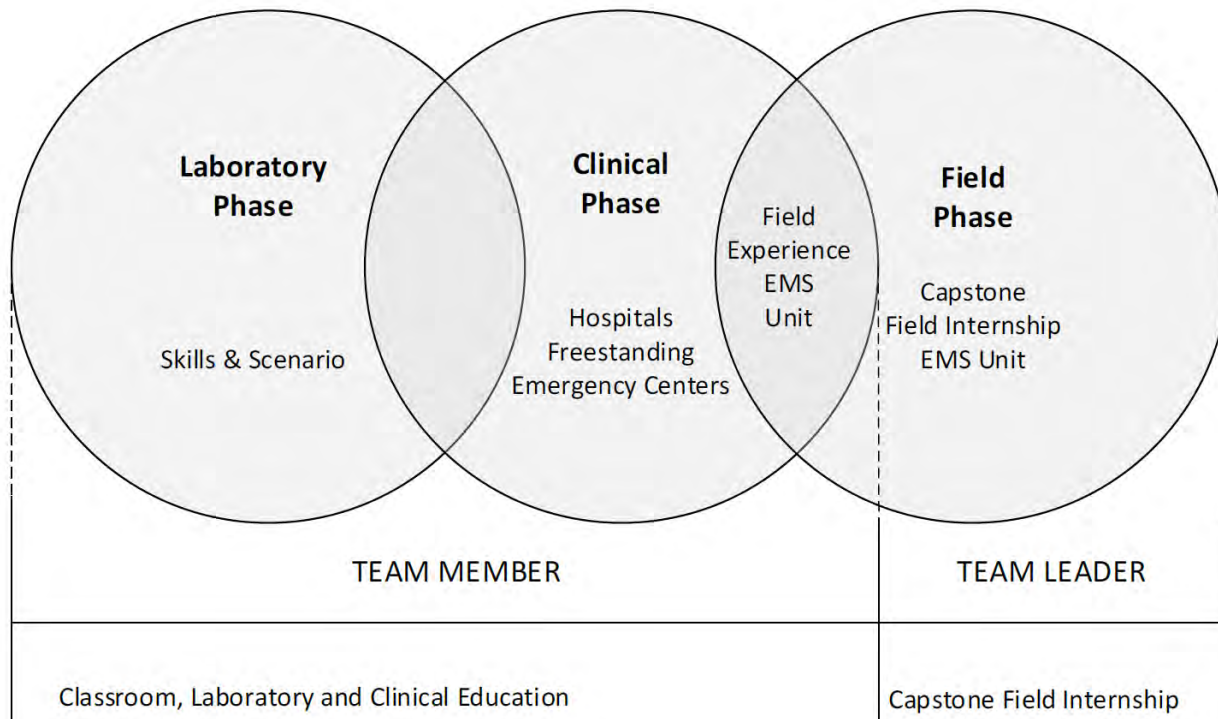 Laboratory
Phase
Skills & Scenario
Clinical
Phase
Hospitals
Freestanding
Emergency Centers
Field
Experience
EMS
Unit
Field
Phase
Capstone
Field Internship
EMS Unit
TEAM MEMBER
TEAM LEADER
Classroom, Laboratory and Clinical Education
Capstone Field Internship